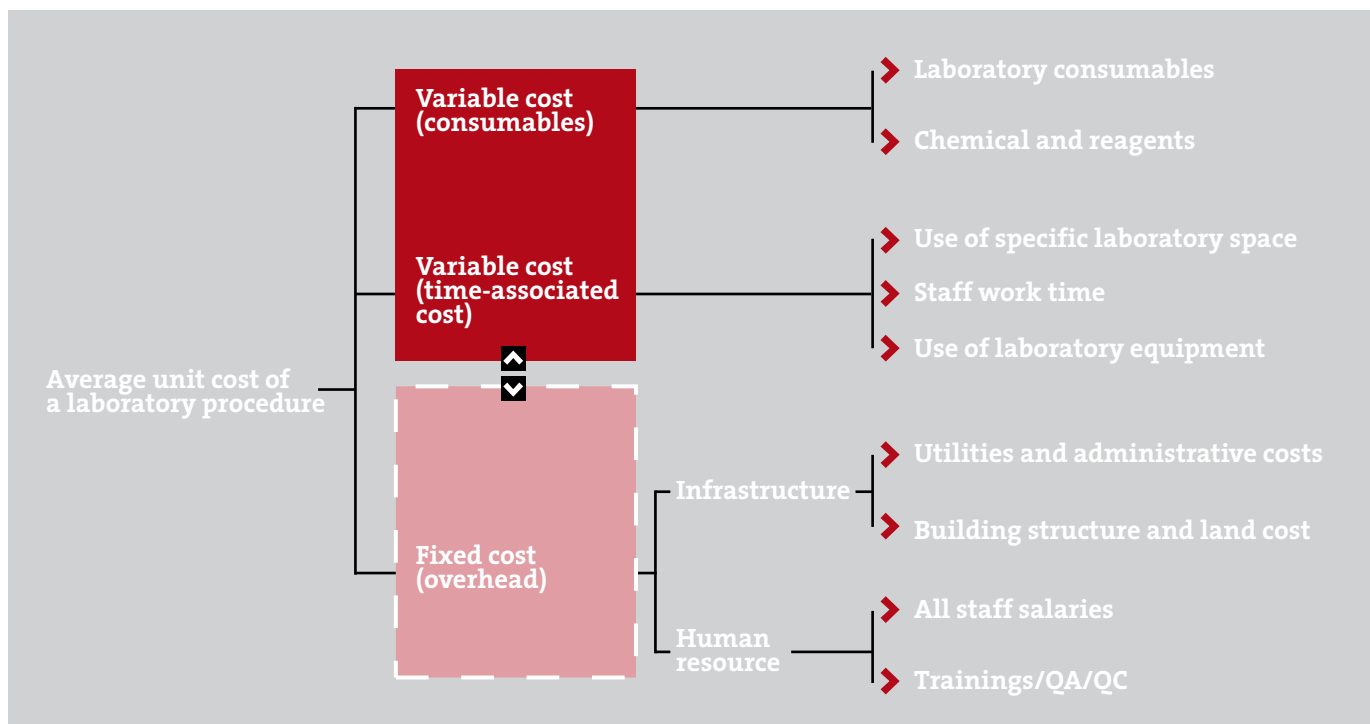 Variable cost
(consumables)
Laboratory consumables
Chemical and reagents
Variable cost
(time-associated
cost)
Use of specific laboratory space
Staff work time
Use of laboratory equipment
Average unit cost of
a laboratory procedure
Fixed cost
(overhead)
Infrastructure
Utilities and administrative costs
Building structure and land cost
Human
resource
All staff salaries
Trainings/QA/QC